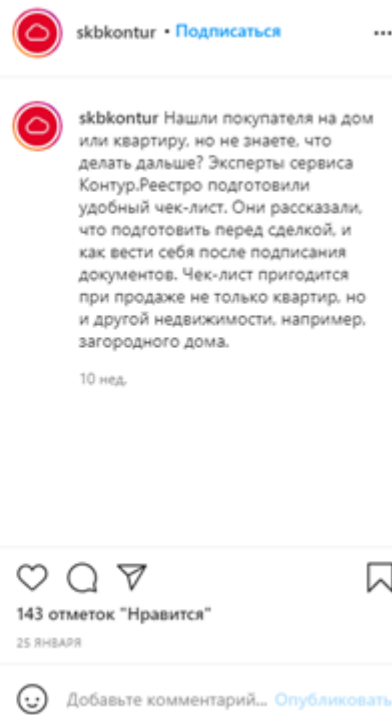 skbkontur • Подписаться
skbkontur Нашли покупателя на дом
или квартиру, но не знаете, что
делать дальше? Эксперты сервиса
Контур.Реестро подготовили
удобный чек-лист. Они рассказали,
что подготовить перед сделкой, и
как вести себя после подписания
документов. Чек-лист пригодится
при продаже не только квартир, но
и другой недвижимости, например,
загородного дома.
10 нед.
143 отметок "Нравится"
25 ЯНВАРЯ
Добавьте комментарий... Опубликовать